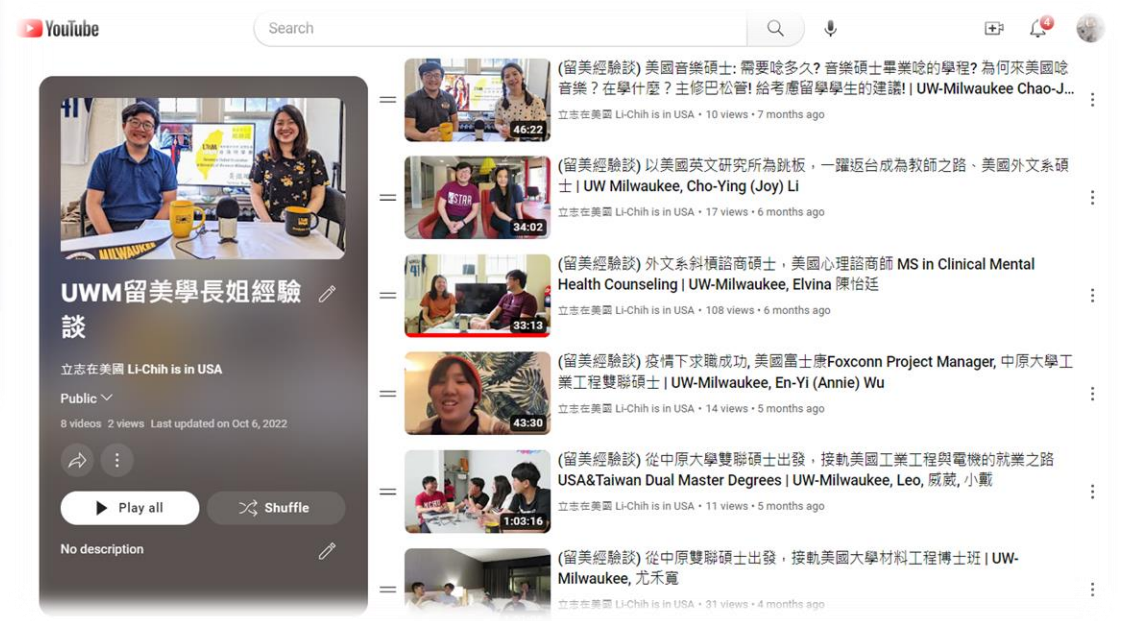 YouTube
Search
4
UWM留美學長姐經驗
談
立志在美國 Li-Chih is in USA
Public
8 videos 2 views Last updated on Oct 6, 2022
Play all
Shuffle
No description
46:22
(留美經驗談) 美國音樂碩士: 需要唸多久? 音樂碩士畢業唸的學程? 為何來美國唸
音樂？在學什麼？主修巴松管! 給考慮留學學生的建議! | UW-Milwaukee Chao-J...
立志在美國 Li-Chih is in USA • 10 views • 7 months ago
34:02
(留美經驗談) 以美國英文研究所為跳板，一躍返台成為教師之路、美國外文系碩
士 | UW Milwaukee, Cho-Ying (Joy) Li
立志在美國 Li-Chih is in USA • 17 views • 6 months ago
33:13
(留美經驗談) 外文系斜槓諮商碩士，美國心理諮商師 MS in Clinical Mental
Health Counseling | UW-Milwaukee, Elvina 陳怡廷
立志在美國 Li-Chih is in USA • 108 views • 6 months ago
43:30
(留美經驗談) 疫情下求職成功, 美國富士康Foxconn Project Manager, 中原大學工
業工程雙聯碩士 | UW-Milwaukee, En-Yi (Annie) Wu
立志在美國 Li-Chih is in USA • 14 views • 5 months ago
1:03:16
(留美經驗談) 從中原大學雙聯碩士出發，接軌美國工業工程與電機的就業之路
USA&Taiwan Dual Master Degrees | UW-Milwaukee, Leo, 威葳, 小戴
立志在美國 Li-Chih is in USA • 11 views • 5 months ago
(留美經驗談) 從中原雙聯碩士出發，接軌美國大學材料工程博士班 | UW-
Milwaukee, 尤禾寬
立志在美國 Li-Chih is in USA • 31 views • 4 months ago
MILWAUKEE